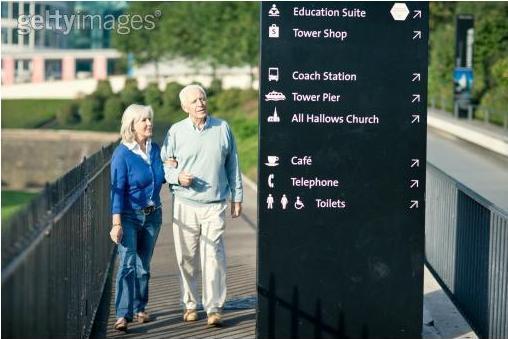 gettyimages®
Education Suite
Tower Shop
Coach Station
Tower Pier
All Hallows Church
Café
Telephone
Toilets